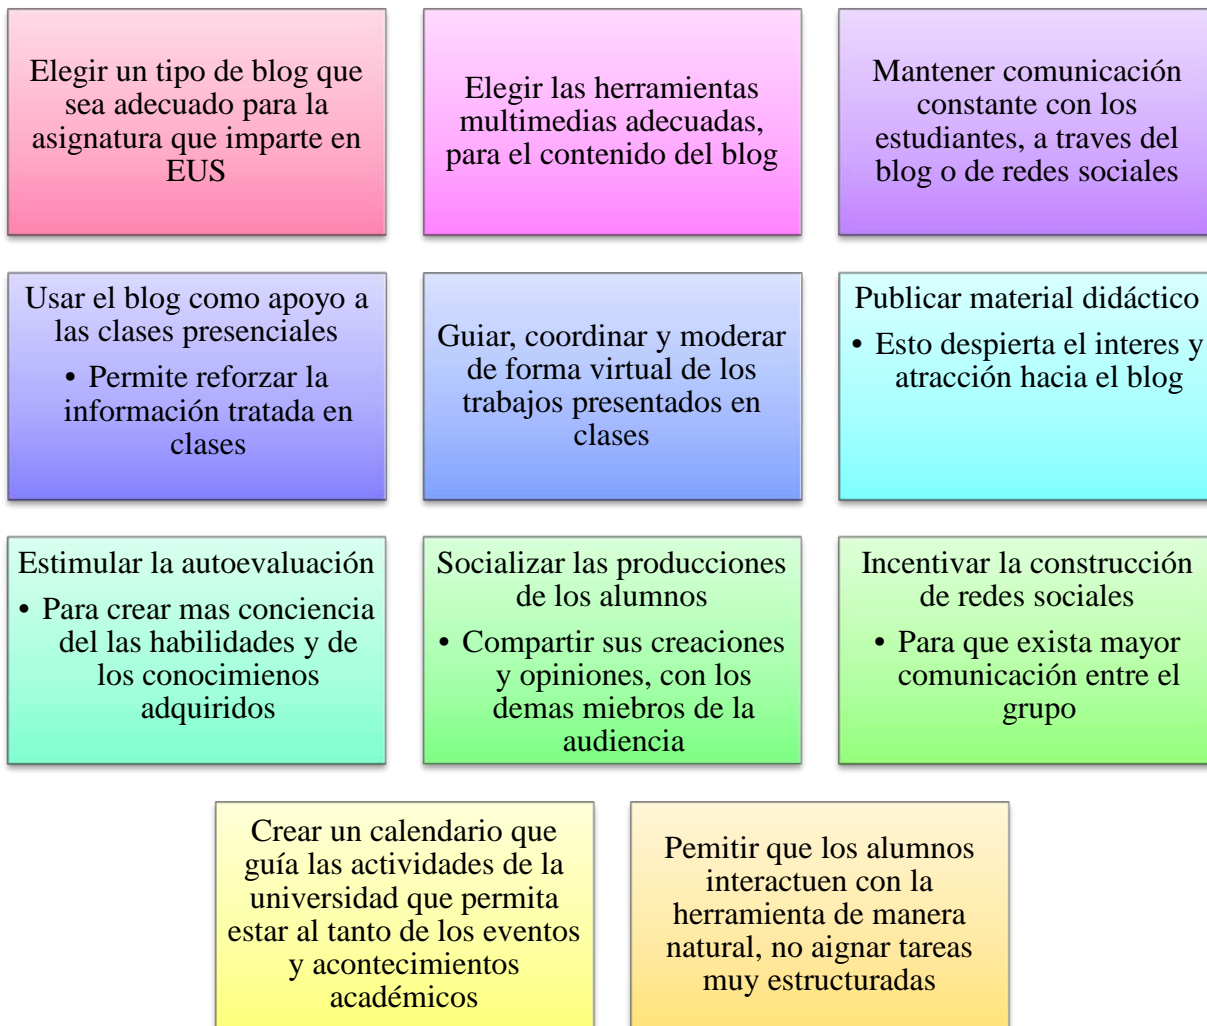 Elegir un tipo de blog que
sea adecuado para la
asignatura que imparte en
EUS
Elegir las herramientas
multimedias adecuadas,
para el contenido del blog
Mantener comunicación
constante con los
estudiantes, a traves del
blog o de redes sociales
Usar el blog como apoyo a
las clases presenciales
• Permite reforzar la
información tratada en
clases
Guiar, coordinar y moderar
de forma virtual de los
trabajos presentados en
clases
Publicar material didáctico
• Esto despierta el interes y
atracción hacia el blog
Estimular la autoevaluación
• Para crear mas conciencia
del las habilidades y de
los conocimienos
adquiridos
Socializar las producciones
de los alumnos
• Compartir sus creaciones
y opiniones, con los
demas miebros de la
audiencia
Incentivar la construcción
de redes sociales
• Para que exista mayor
comunicación entre el
grupo
Crear un calendario que
guía las actividades de la
universidad que permita
estar al tanto de los eventos
y acontecimientos
académicos
Pemitir que los alumnos
interactuen con la
herramienta de manera
natural, no aignar tareas
muy estructuradas